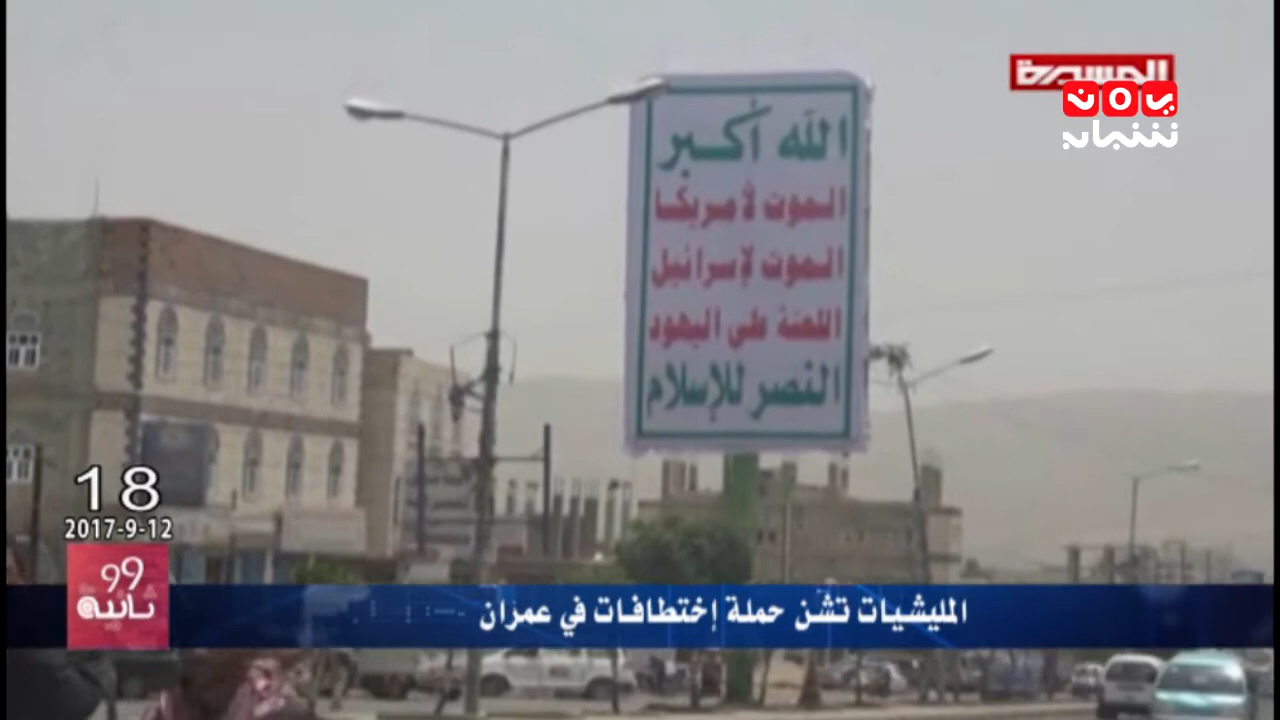 المسيرة
يمن
شباب
الله أكبر
الموت لأمريكا
الموت لإسرائيل
اللعنة على اليهود
النصر للإسلام
18
2017-9-12
99
ثانية
المليشيات تشن حملة إختطافات في عمران